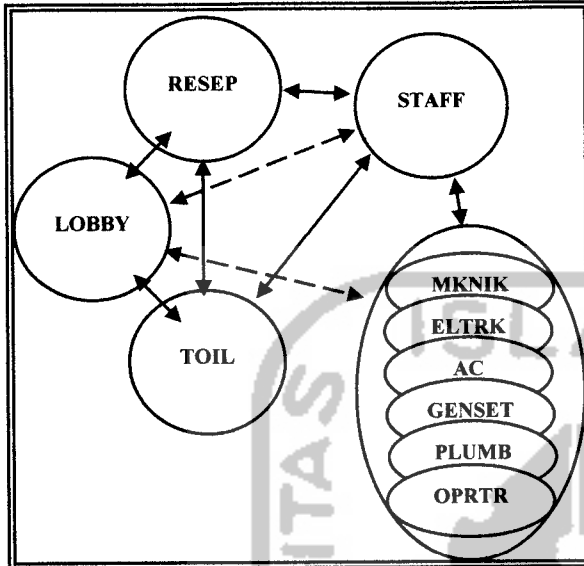 RESEP
STAFF
LOBBY
TOIL
MKNIK
ELTRK
AC
GENSET
PLUMB
OPRTR